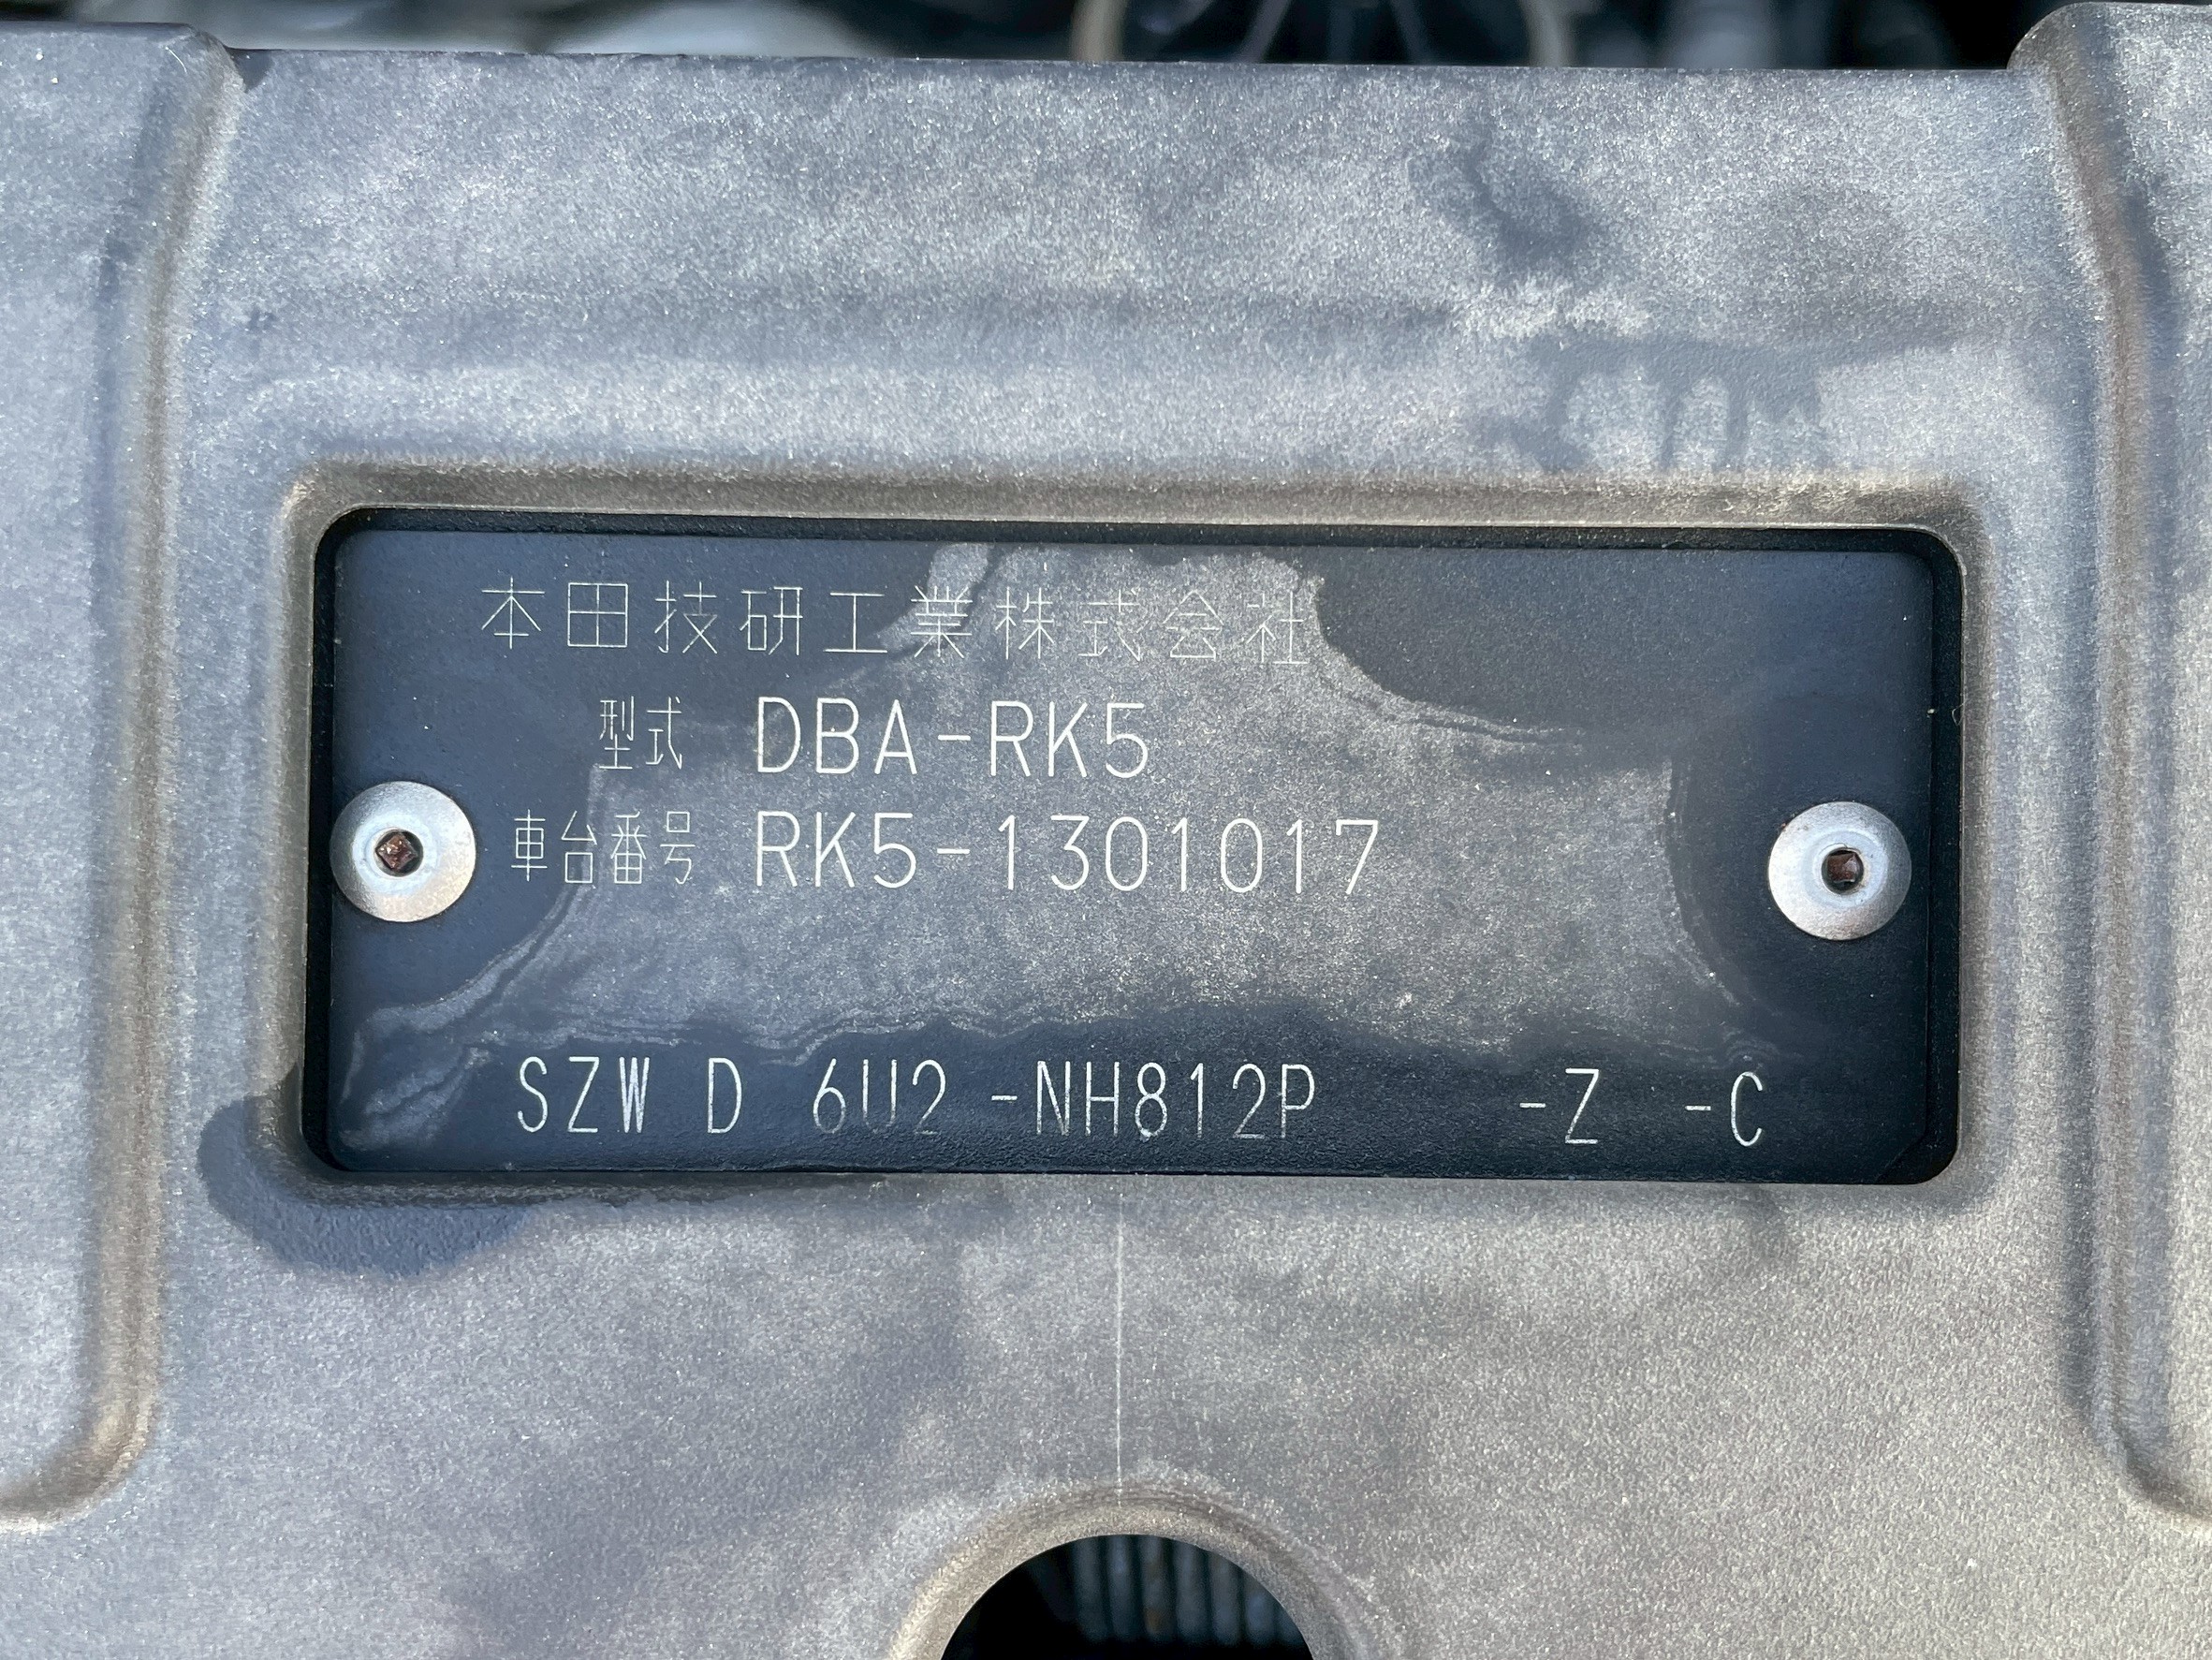 本田技研工業株式会社
型式 DBA-RK5
車台番号 RK5-1301017
SZW D 6U2 -NH812P -Z -C